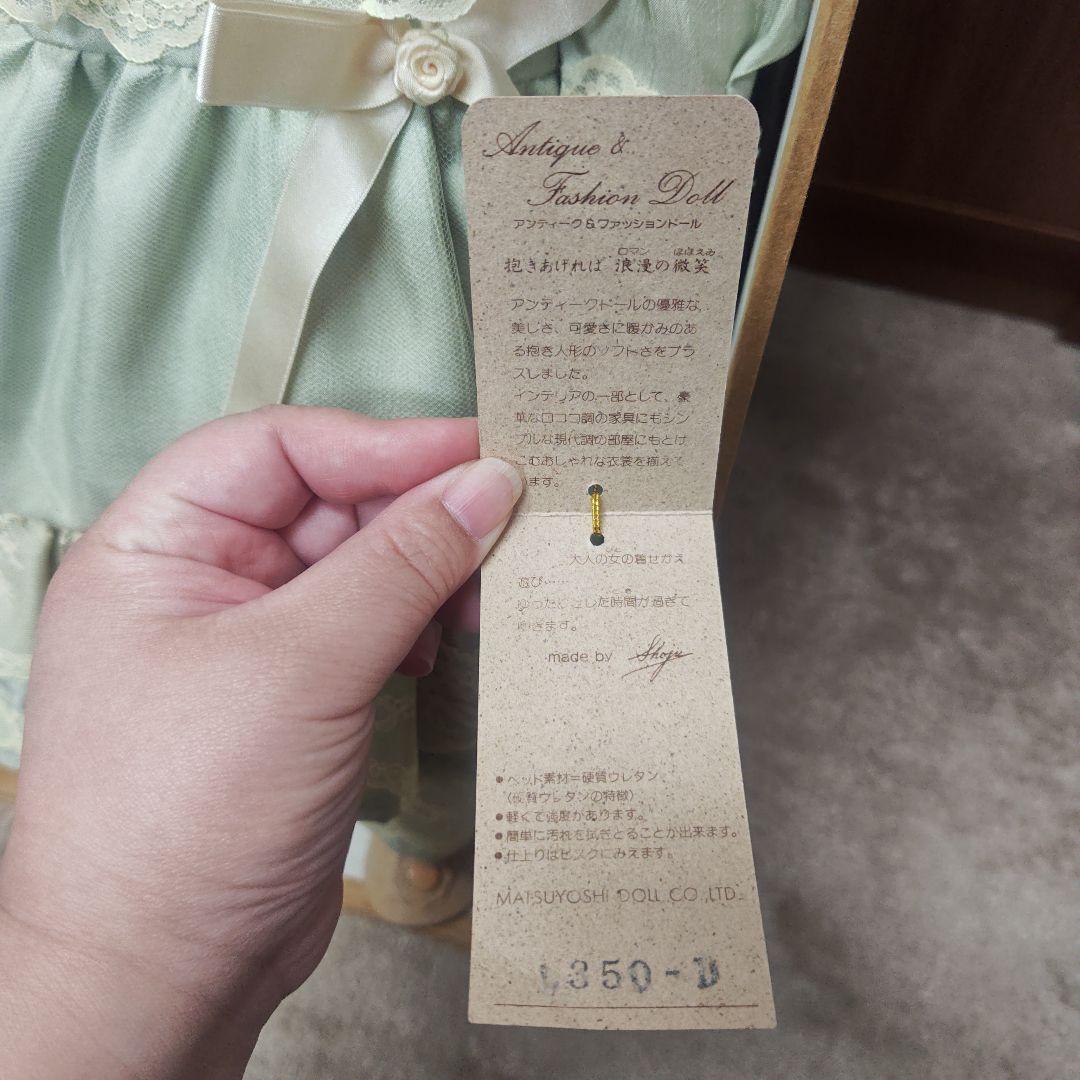 Antique &
Fashion Doll
アンティーク&ファッションドール
ロマン ほほえみ
抱きあげれば 浪漫の微笑
アンティークドールの優雅な
美しさ、可愛さに暖かみのあ
る抱き人形のソフトさをプラ
スしました。
インテリアの一部として、豪
華なロココ調の家具にもシン
プルな現代調の部屋にもとけ
こむおしゃれな衣裳を揃えて
います。
ひと
大人の女の着せかえ
遊び……
ゆったりとした時間が過ぎて
ゆきます。
made by Shoju
●ヘッド素材=硬質ウレタン
(硬質ウレタンの特徴)
●軽くて強度があります。
●簡単に汚れを拭きとることが出来ます。
●仕上りはビスクにみえます。
MATSUYOSHI DOLL CO.,LTD.
350-D